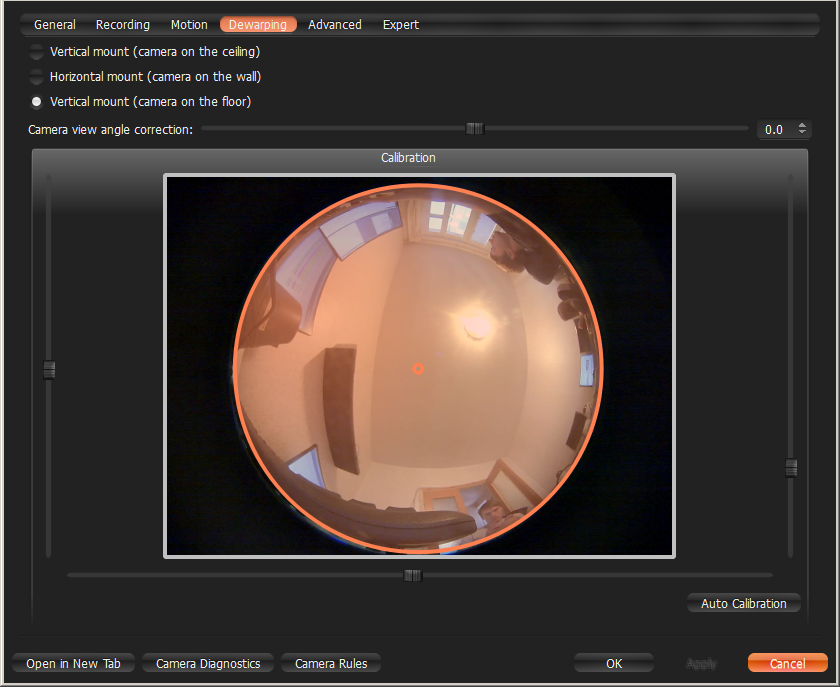 General Recording Motion Dewarping Advanced Expert
Vertical mount (camera on the ceiling)
Horizontal mount (camera on the wall)
Vertical mount (camera on the floor)
Camera view angle correction: 0.0
Calibration
Auto Calibration
Open in New Tab Camera Diagnostics Camera Rules OK Apply Cancel